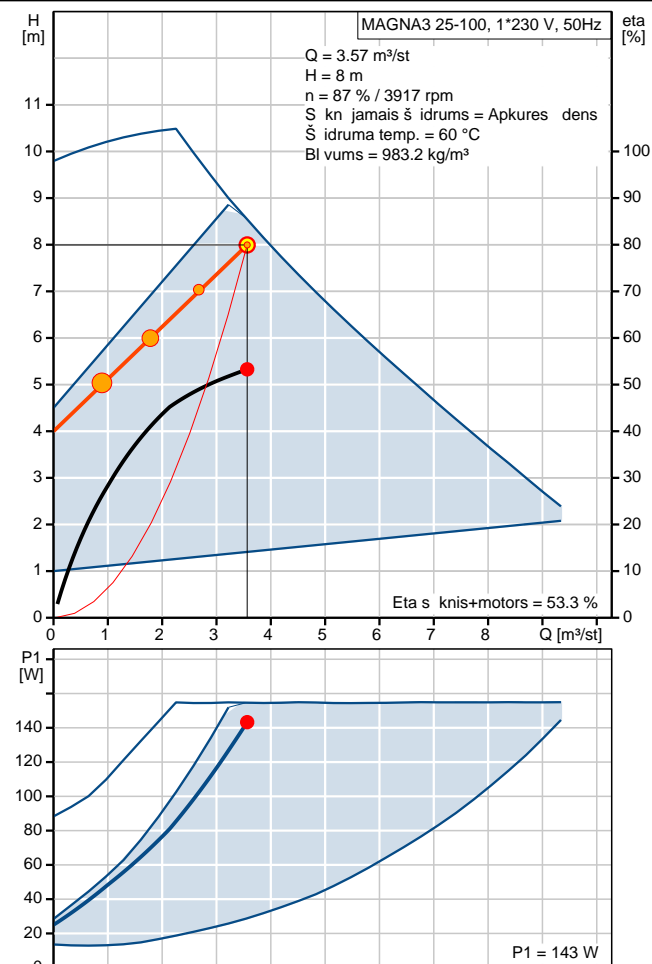 H
[m]
MAGNA3 25-100, 1*230 V, 50Hz
eta
[%]
Q = 3.57 m³/st
H = 8 m
n = 87 % / 3917 rpm
S kn jamais š idrums = Apkures dens
Š idruma temp. = 60 °C
Bl vums = 983.2 kg/m³
11
10
9
8
7
6
5
4
3
2
1
0
100
90
80
70
60
50
40
30
20
10
0
Eta s knis+motors = 53.3 %
0 1 2 3 4 5 6 7 8 Q [m³/st]
P1
[W]
140
120
100
80
60
40
20
0
P1 = 143 W